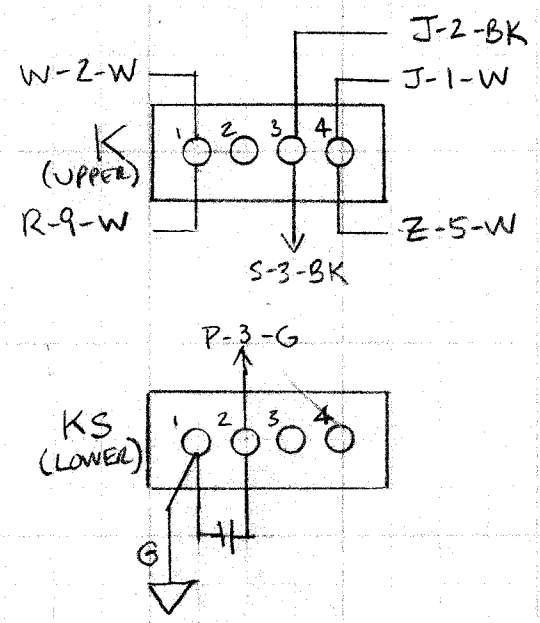 J-2-BK
W-2-W
J-1-W
1 2 3 4
K
(UPPER)
R-9-W
Z-5-W
S-3-BK
P-3-G
1 2 3 4
KS
(LOWER)
G